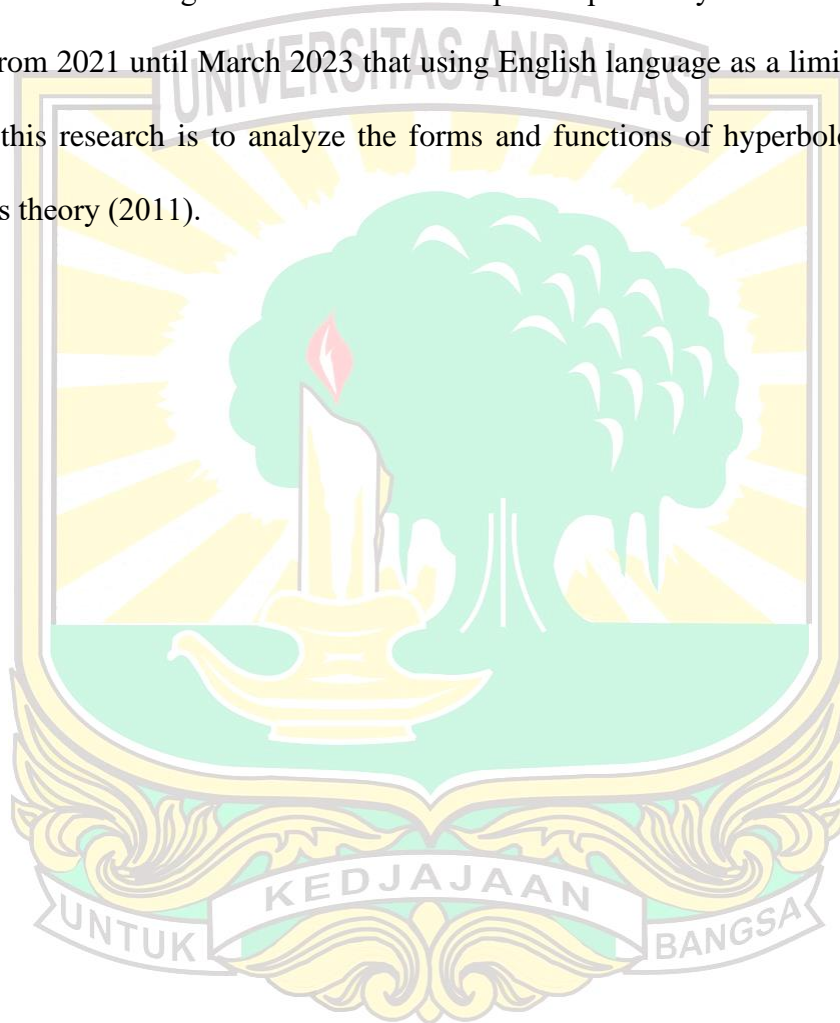 from 2021 until March 2023 that using English language as a limi
this research is to analyze the forms and functions of hyperbole
s theory (2011).
UNIVERSITAS ANDALAS
KEDJAJAAN
UNTUK
BANGSA